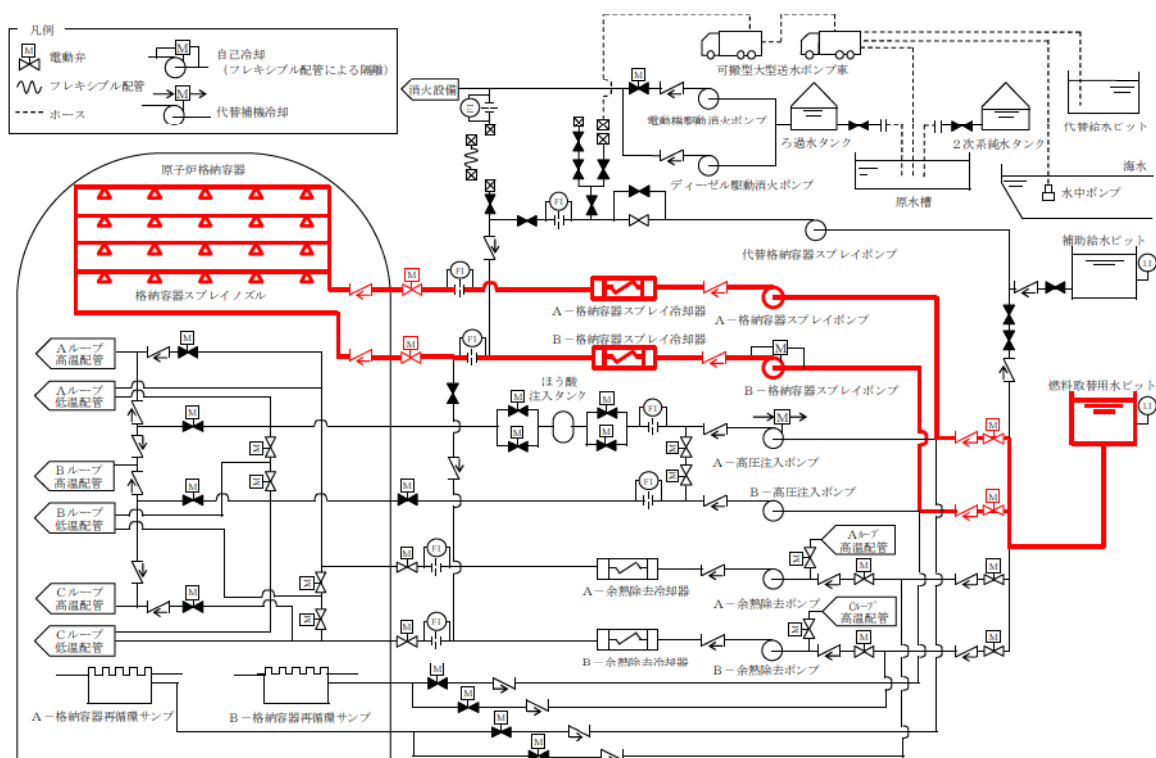 凡例
M
電動弁
M
自己冷却
(フレキシブル配管による隔離)
フレキシブル配管
M
代替補機冷却
ホース
可搬型大型送水ポンプ車
消火設備
FI
M
電動機駆動消火ポンプ
ディーゼル駆動消火ポンプ
ろ過水タンク
2次系純水タンク
代替給水ピット
原水槽
海水
水中ポンプ
FI
代替格納容器スプレイポンプ
補助給水ピット
LI
原子炉格納容器
格納容器スプレイノズル
M
FI
A-格納容器スプレイ冷却器
A-格納容器スプレイポンプ
B-格納容器スプレイ冷却器
M
FI
M
B-格納容器スプレイポンプ
燃料取替用水ピット
LI
Aループ
高温配管
M
Aループ
低温配管
M
ほう酸
注入タンク
M
M
M
M
FI
M
A-高圧注入ポンプ
M
M
M
M
Bループ
高温配管
M
M
M
FI
B-高圧注入ポンプ
M
Bループ
低温配管
Aループ
高温配管
M
FI
M
M
M
A-余熱除去冷却器
A-余熱除去ポンプ
M
Cループ
高温配管
M
M
Cループ
高温配管
Cループ
低温配管
M
FI
M
M
M
B-余熱除去冷却器
B-余熱除去ポンプ
M
M
M
M
A-格納容器再循環サンプ
B-格納容器再循環サンプ